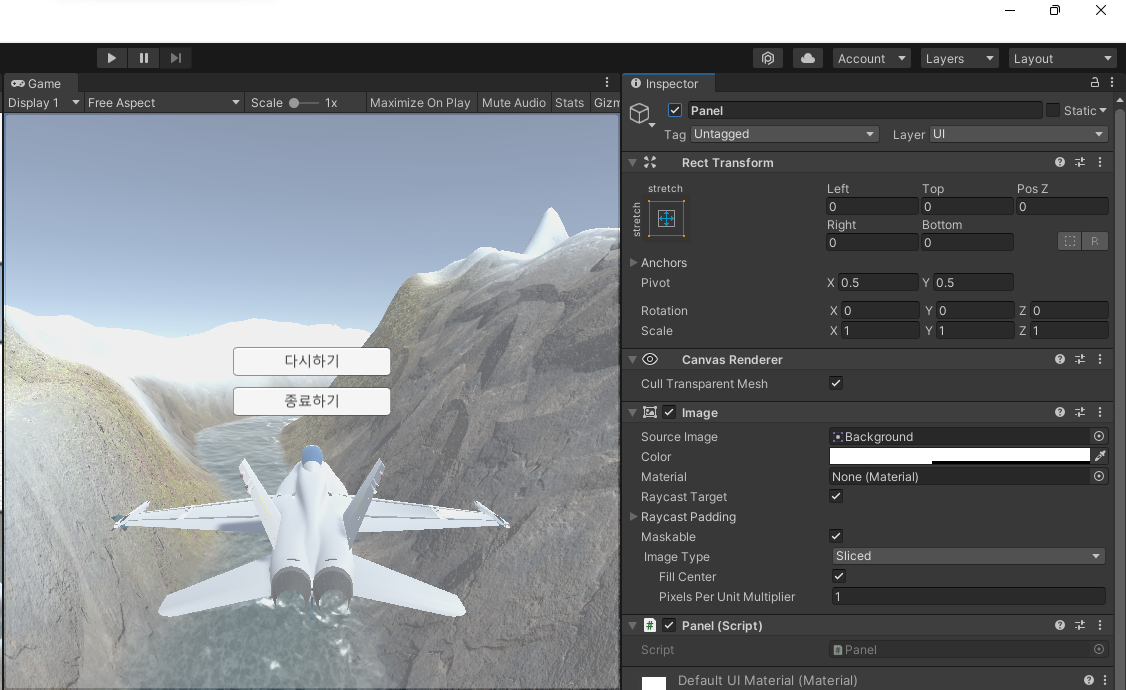 Account
Layers
Layout
Game
Display 1
Free Aspect
Scale
1x
Maximize On Play
Mute Audio
Stats
Gizm
다시하기
종료하기
Inspector
Panel
Static
Tag
Untagged
Layer
UI
Rect Transform
stretch
stretch
Left
Top
Pos Z
0
0
0
Right
Bottom
0
0
R
Anchors
Pivot
X 0.5
Y 0.5
Rotation
X 0
Y 0
Z 0
Scale
X 1
Y 1
Z 1
Canvas Renderer
Cull Transparent Mesh
Image
Source Image
Background
Color
Material
None (Material)
Raycast Target
Raycast Padding
Maskable
Image Type
Sliced
Fill Center
Pixels Per Unit Multiplier
1
# Panel (Script)
Script
Panel
Default UI Material (Material)